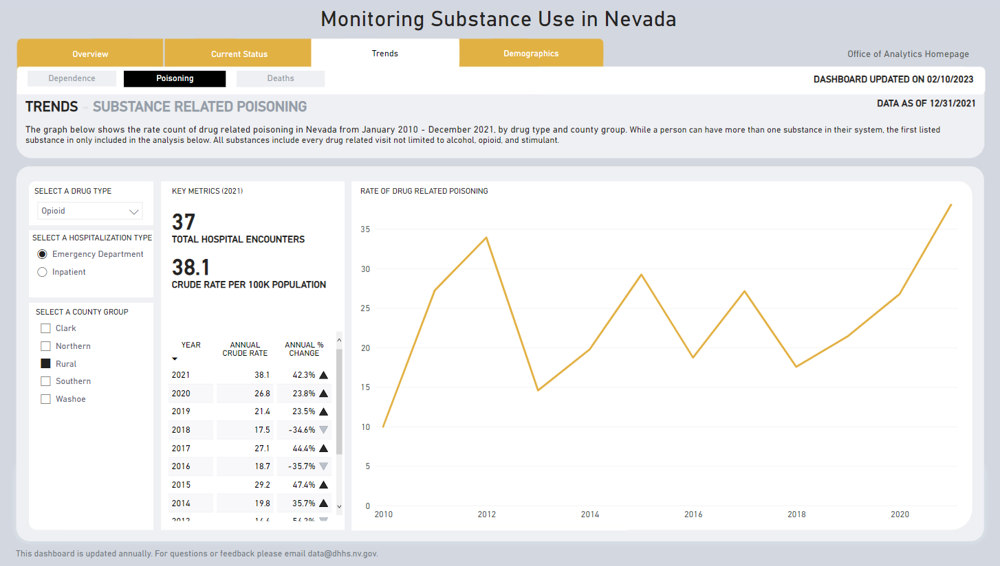 Monitoring Substance Use in Nevada
Overview
Current Status
Trends
Demographics
Office of Analytics Homepage
Dependence
Poisoning
Deaths
DASHBOARD UPDATED ON 02/10/2023
TRENDS - SUBSTANCE RELATED POISONING
DATA AS OF 12/31/2021
The graph below shows the rate count of drug related poisoning in Nevada from January 2010 - December 2021, by drug type and county group. While a person can have more than one substance in their system, the first listed
substance in only included in the analysis below. All substances include every drug related visit not limited to alcohol, opioid, and stimulant.
SELECT A DRUG TYPE
Opioid
SELECT A HOSPITALIZATION TYPE
Emergency Department
Inpatient
SELECT A COUNTY GROUP
Clark
Northern
Rural
Southern
Washoe
KEY METRICS (2021)
37
TOTAL HOSPITAL ENCOUNTERS
38.1
CRUDE RATE PER 100K POPULATION
YEAR ANNUAL CRUDE RATE ANNUAL % CHANGE
2021 38.1 42.3%
2020 26.8 23.8%
2019 21.4 23.5%
2018 17.5 -34.6%
2017 27.1 44.4%
2016 18.7 -35.7%
2015 29.2 47.4%
2014 19.8 35.7%
RATE OF DRUG RELATED POISONING
35
30
25
20
15
10
5
0
2010 2012 2014 2016 2018 2020
This dashboard is updated annually. For questions or feedback please email data@dhhs.nv.gov.